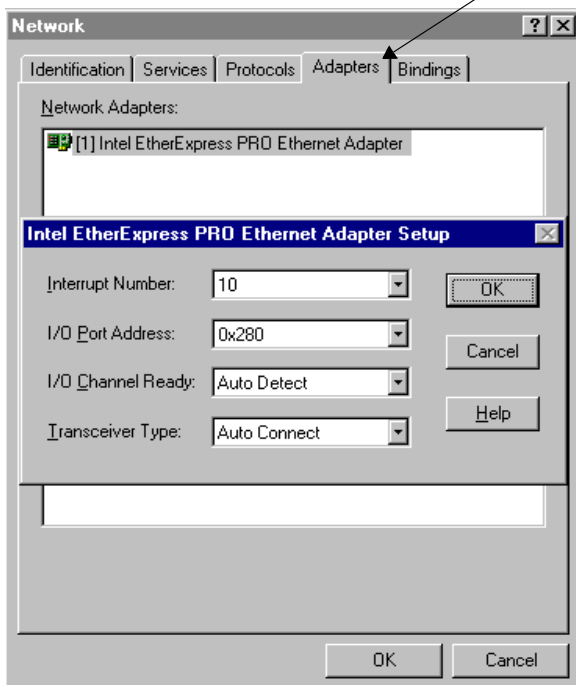 Network
Identification Services Protocols Adapters Bindings
Network Adapters:
[1] Intel EtherExpress PRO Ethernet Adapter
Intel EtherExpress PRO Ethernet Adapter Setup
Interrupt Number: 10 OK
I/O Port Address: 0x280
Cancel
I/O Channel Ready: Auto Detect
Help
Transceiver Type: Auto Connect
OK Cancel